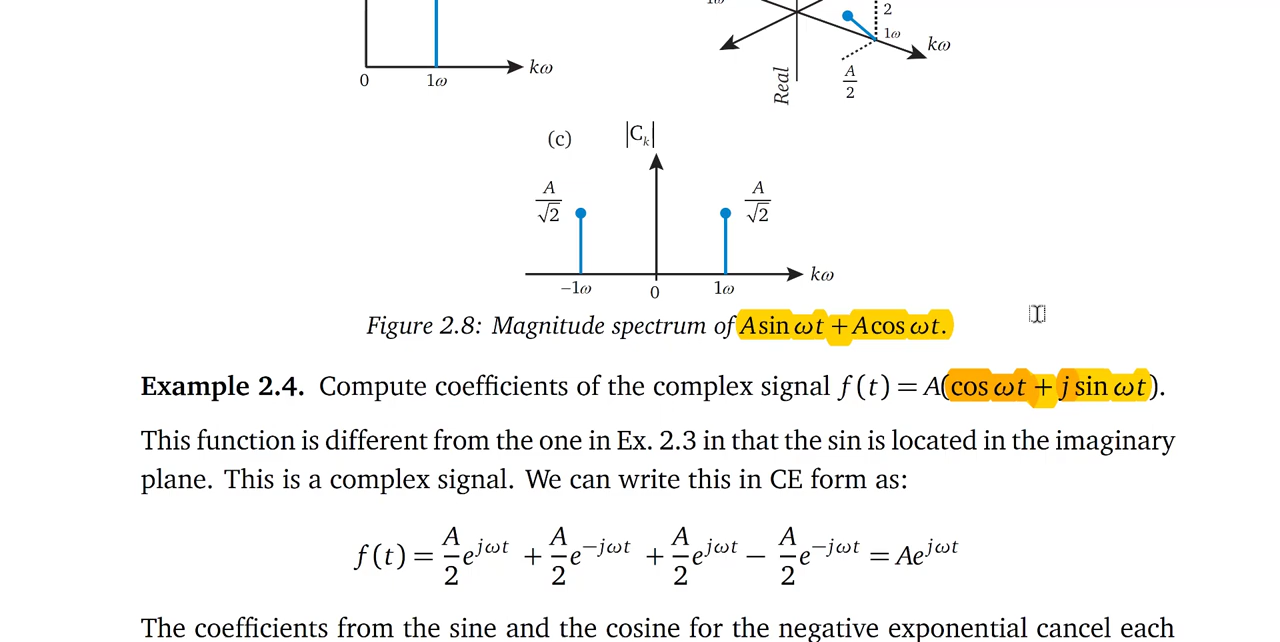 1ω
2
1ω
kω
kω
0
1ω
Real
A
2
(c)
|Cₖ|
A
√2
A
√2
kω
−1ω
0
1ω
Figure 2.8: Magnitude spectrum of A sin ωt + A cos ωt.
Example 2.4. Compute coefficients of the complex signal f(t) = A(cos ωt + j sin ωt).
This function is different from the one in Ex. 2.3 in that the sin is located in the imaginary
plane. This is a complex signal. We can write this in CE form as:
f(t) = A/2 e^{jωt} + A/2 e^{−jωt} + A/2 e^{jωt} − A/2 e^{−jωt} = Ae^{jωt}
The coefficients from the sine and the cosine for the negative exponential cancel each